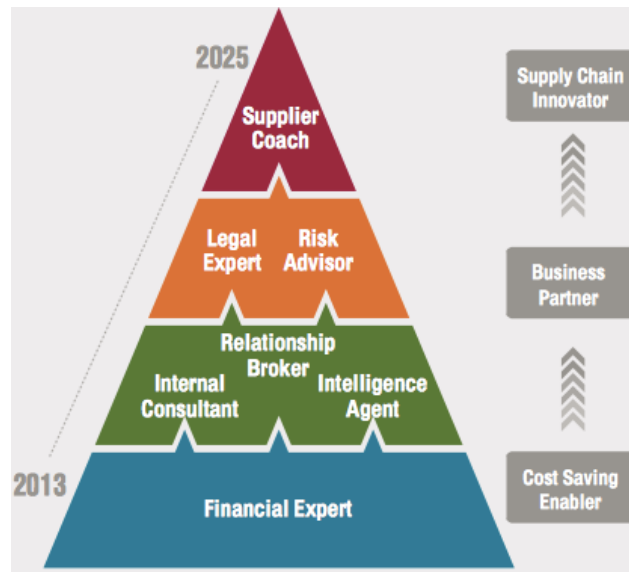 2025
Supplier
Coach
Supply Chain
Innovator
Legal
Expert
Risk
Advisor
Business
Partner
Relationship
Broker
Internal
Consultant
Intelligence
Agent
2013
Financial Expert
Cost Saving
Enabler